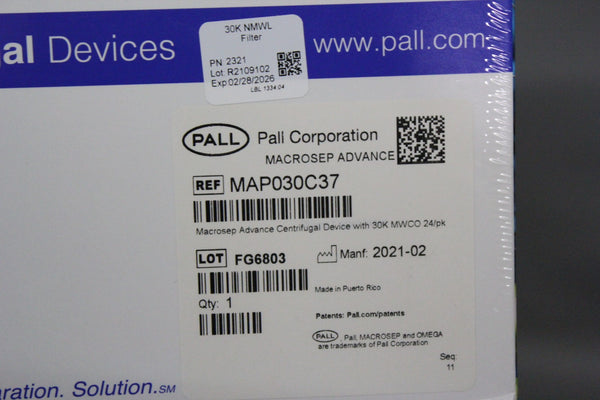 al Devices
www.pall.com
30K NMWL
Filter
PN: 2321
Lot: R2109102
Exp:02/28/2026
LBL 1334.04
PALL Pall Corporation
MACROSEP ADVANCE
REF MAP030C37
Macrosep Advance Centrifugal Device with 30K MWCO 24/pk
LOT FG6803 Manf: 2021-02
Made in Puerto Rico
Qty: 1
Patents: Pall.com/patents
PALL, Pall, MACROSEP and OMEGA
are trademarks of Pall Corporation
Seq:
11
aration. Solution.SM